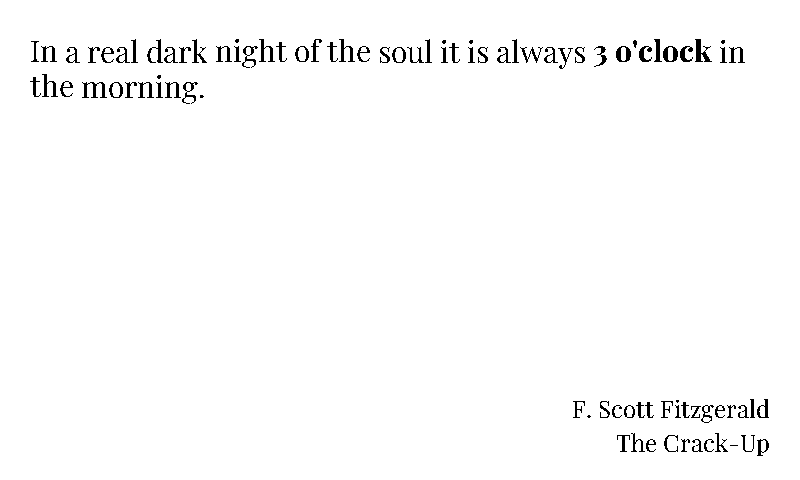 In a real dark night of the soul it is always 3 o'clock in
the morning.
F. Scott Fitzgerald
The Crack-Up